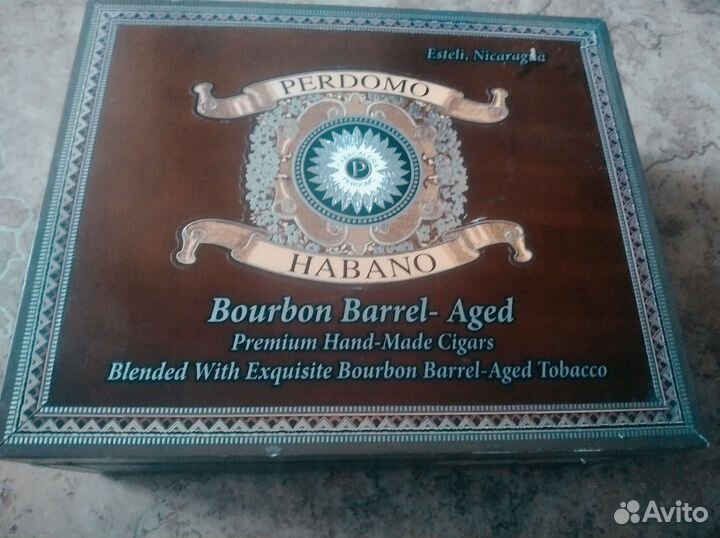 Esteli, Nicaragua
PERDOMO
P
HABANO
Bourbon Barrel- Aged
Premium Hand-Made Cigars
Blended With Exquisite Bourbon Barrel-Aged Tobacco
Avito